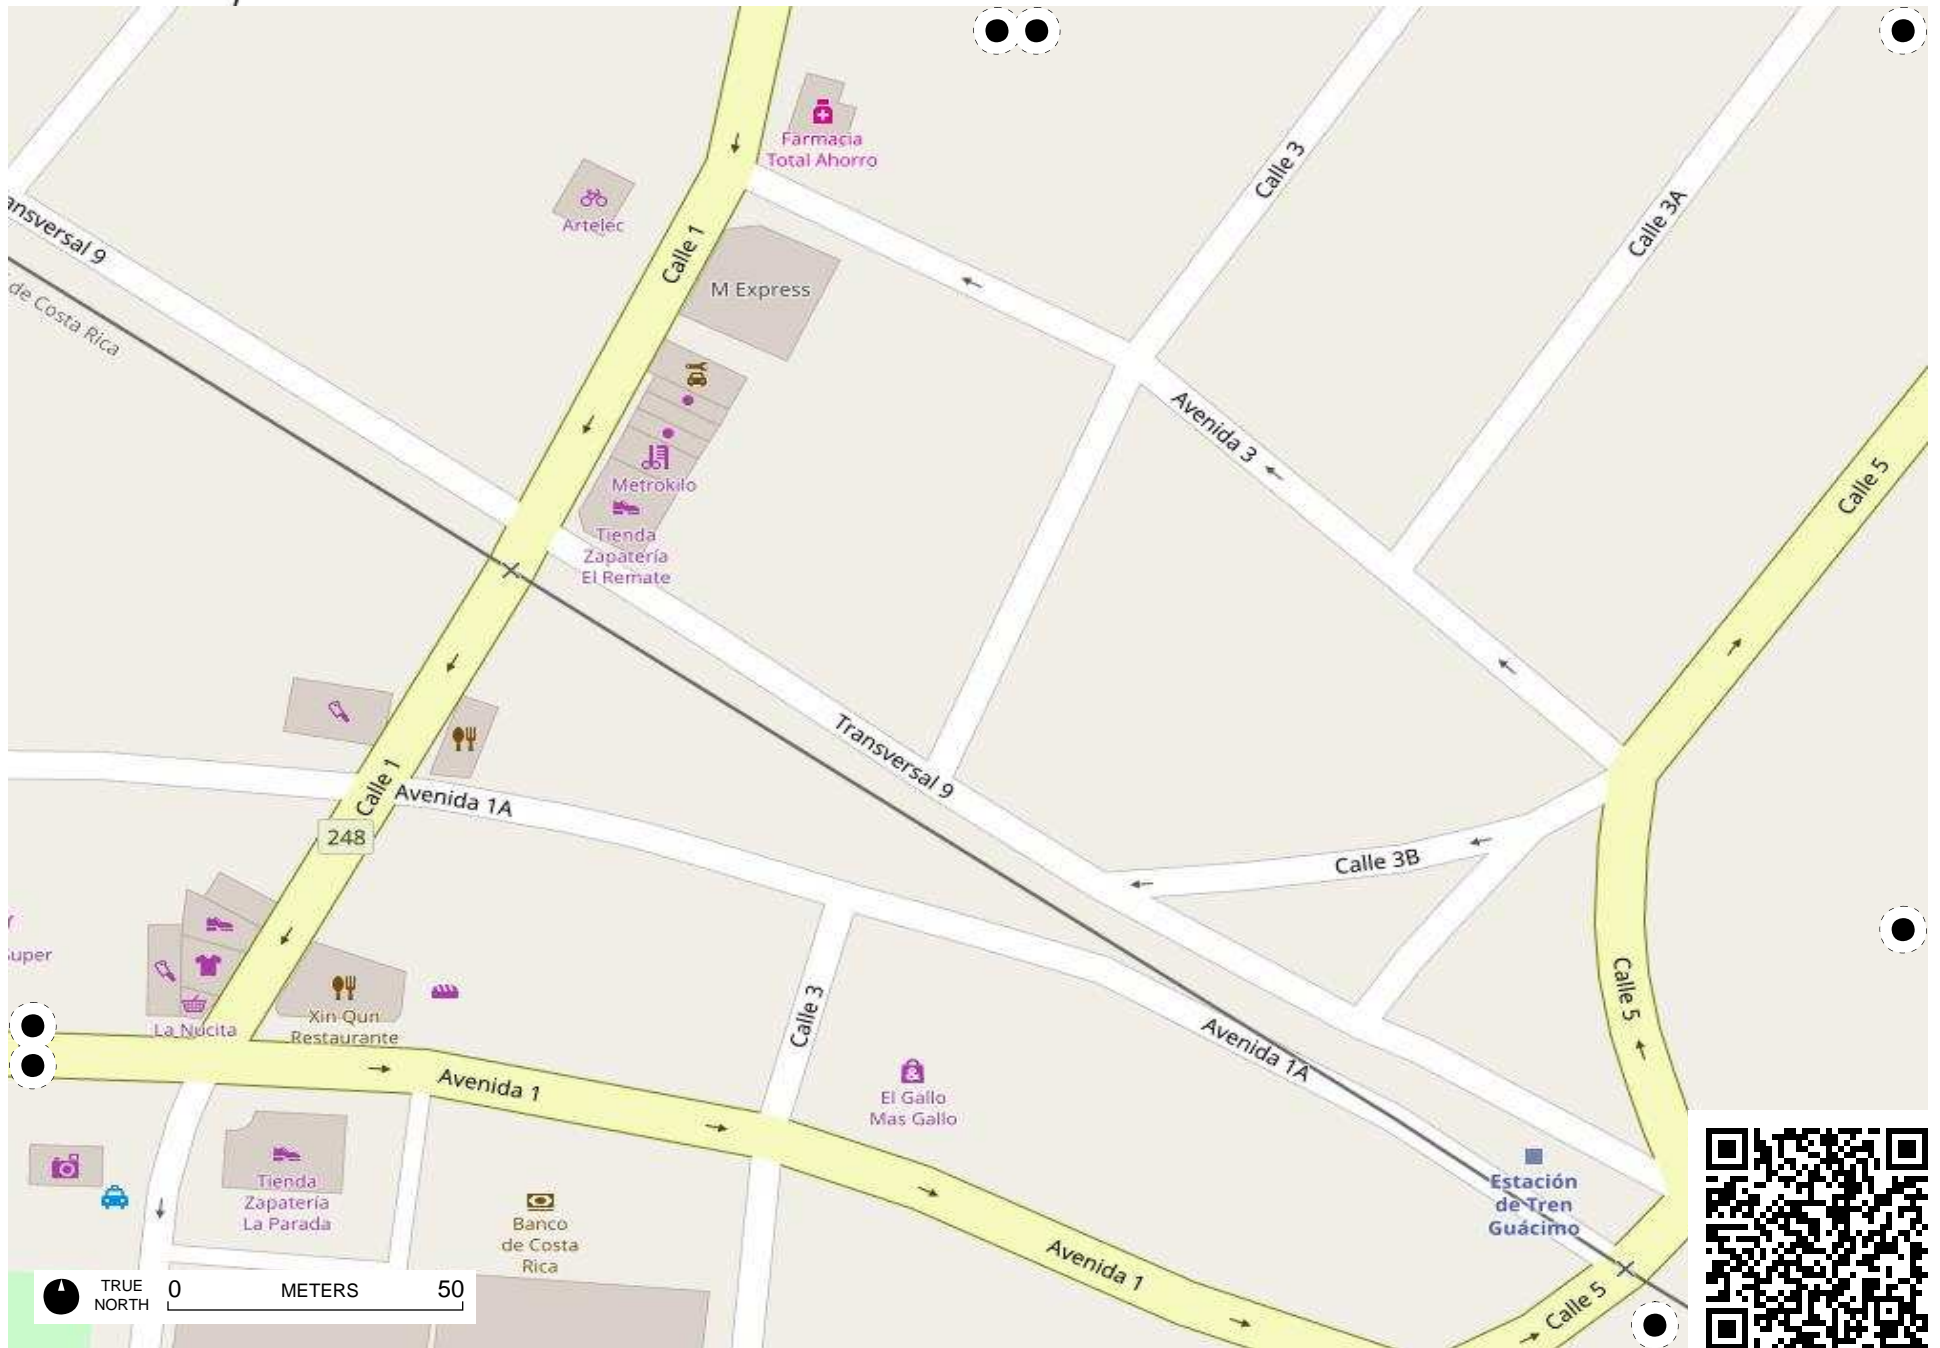 Farmacia
Total Ahorro
Calle 3
Calle 3A
ansversal 9
Artelec
Calle 1
M Express
de Costa Rica
Avenida 3
Metrokilo
Calle 5
Tienda
Zapatería
El Remate
Transversal 9
Calle 1
Avenida 1A
248
Calle 3B
uper
Calle 5
Xin Qun
Restaurante
La Nucita
Calle 3
Avenida 1A
Avenida 1
El Gallo
Mas Gallo
Tienda
Zapatería
La Parada
Estación
de Tren
Guácimo
Banco
de Costa
Rica
Avenida 1
Calle 5
TRUE
NORTH
0 METERS 50